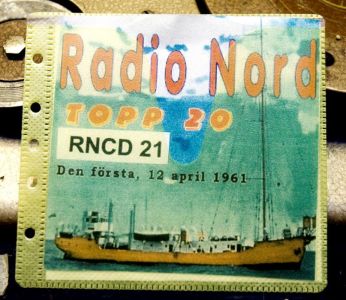 Radio Nord
TOPP 20
RNCD 21
Den första, 12 april 1961